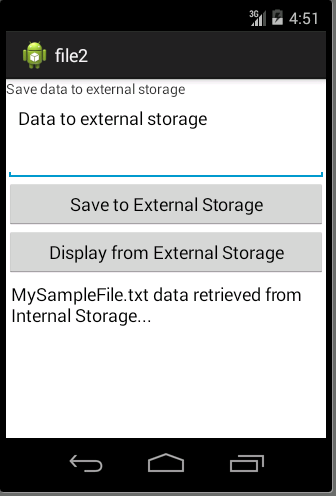 3G 4:51
file2
Save data to external storage
Data to external storage
Save to External Storage
Display from External Storage
MySampleFile.txt data retrieved from
Internal Storage...